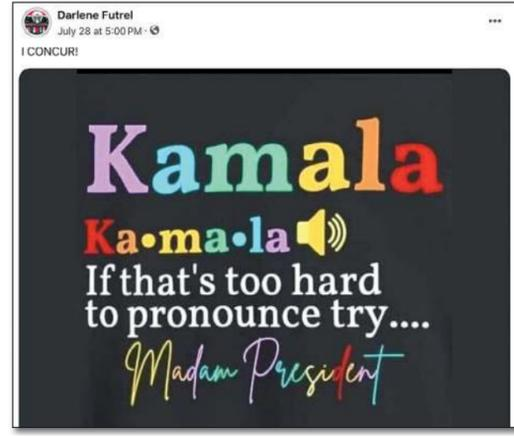 Darlene Futrel
July 28 at 5:00 PM ·
I CONCUR!
Kamala
Ka•ma•la
If that's too hard
to pronounce try....
Madam President